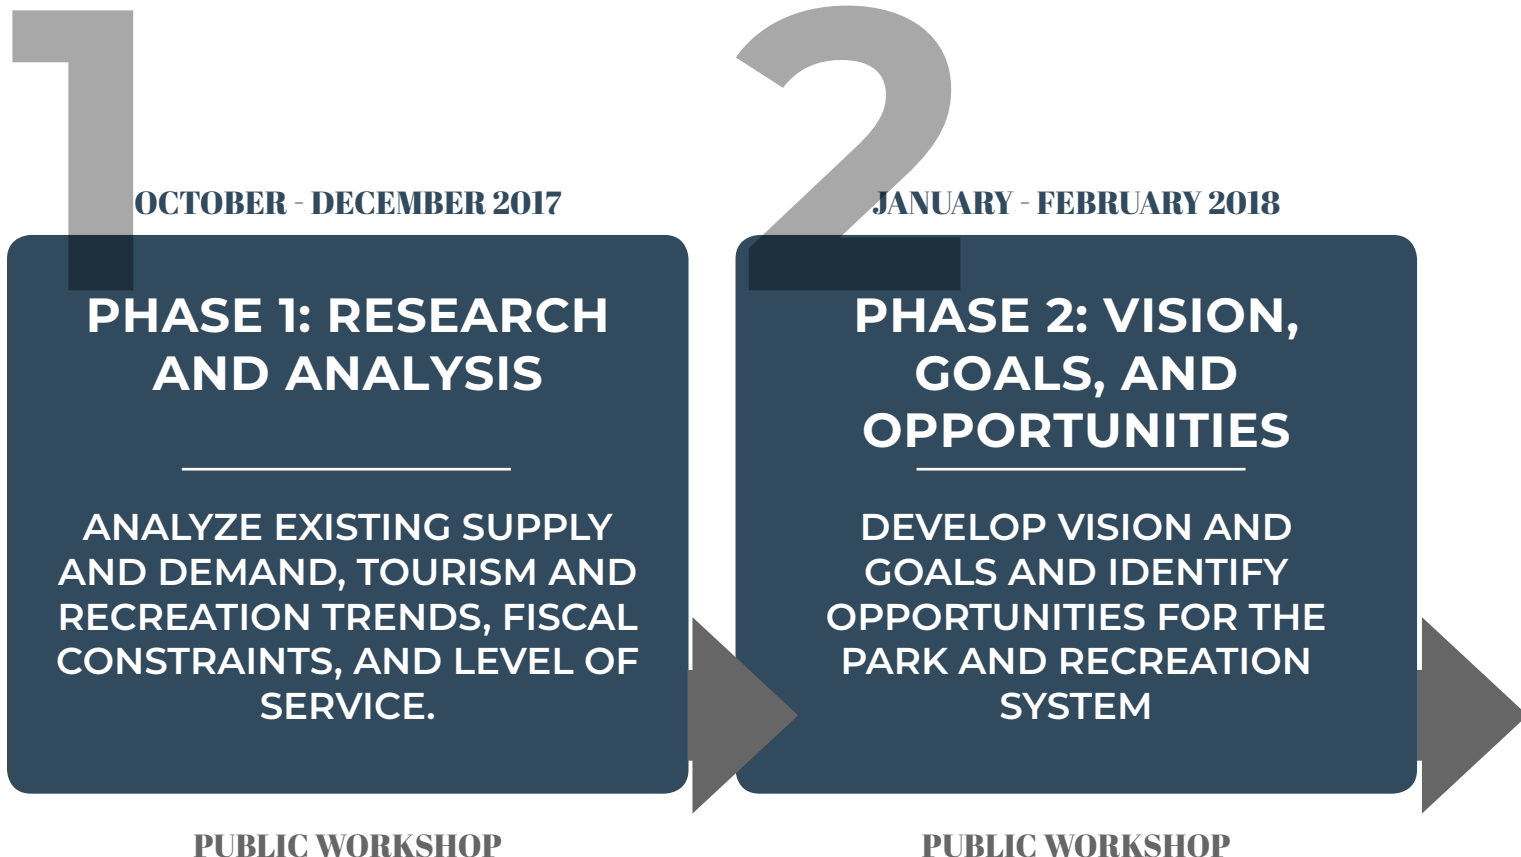 1
OCTOBER - DECEMBER 2017
PHASE 1: RESEARCH
AND ANALYSIS
ANALYZE EXISTING SUPPLY
AND DEMAND, TOURISM AND
RECREATION TRENDS, FISCAL
CONSTRAINTS, AND LEVEL OF
SERVICE.
PUBLIC WORKSHOP
2
JANUARY - FEBRUARY 2018
PHASE 2: VISION,
GOALS, AND
OPPORTUNITIES
DEVELOP VISION AND
GOALS AND IDENTIFY
OPPORTUNITIES FOR THE
PARK AND RECREATION
SYSTEM
PUBLIC WORKSHOP